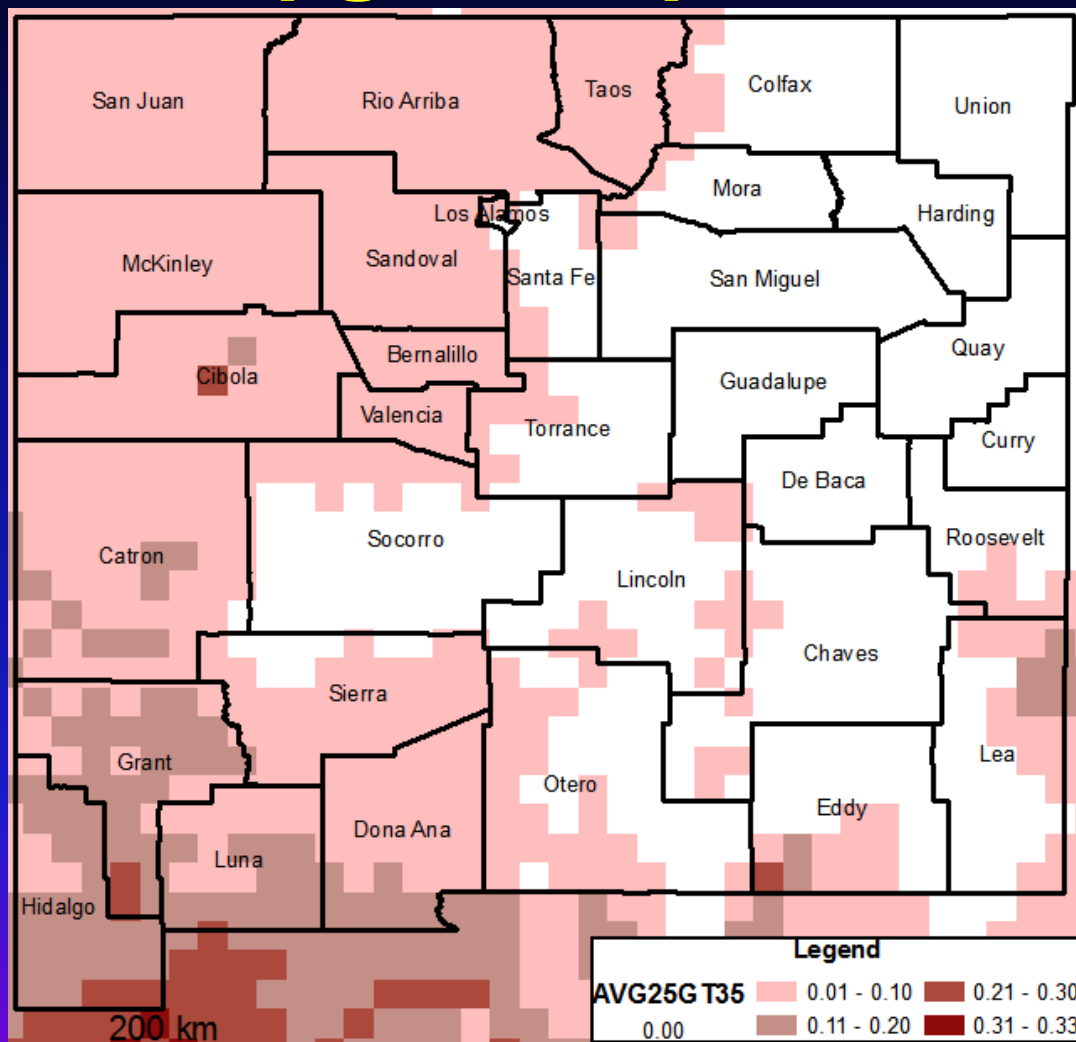 San Juan
Rio Arriba
Taos
Colfax
Union
Mora
Los Alamos
Harding
McKinley
Sandoval
Santa Fe
San Miguel
Bernalillo
Quay
Cibola
Guadalupe
Valencia
Torrance
Curry
De Baca
Socorro
Roosevelt
Catron
Lincoln
Chaves
Sierra
Grant
Lea
Otero
Eddy
Dona Ana
Luna
Hidalgo
200 km
Legend
AVG25GT35
0.00
0.01 - 0.10
0.11 - 0.20
0.21 - 0.30
0.31 - 0.33